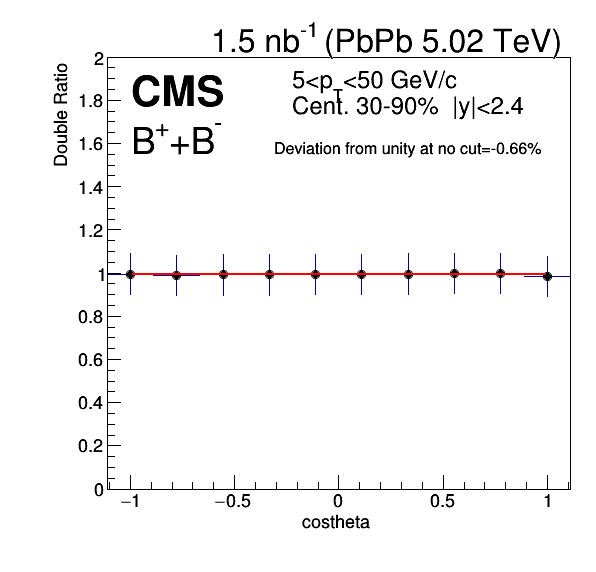 1.5 nb-1 (PbPb 5.02 TeV)
Double Ratio
2
1.8
1.6
1.4
1.2
1
0.8
0.6
0.4
0.2
0
CMS
B++B-
5<pT<50 GeV/c
Cent. 30-90% |y|<2.4
Deviation from unity at no cut=-0.66%
−1 −0.5 0 0.5 1
costheta